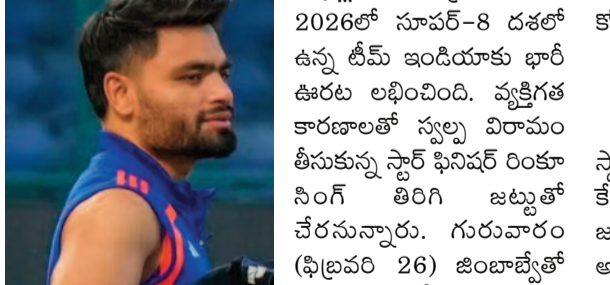 2026లో సూపర్-8 దశలో
ఉన్న టీమ్ ఇండియాకు భారీ
ఊరట లభించింది. వ్యక్తిగత
కారణాలతో స్వల్ప విరామం
తీసుకున్న స్టార్ ఫినిషర్ రింకూ
సింగ్ తిరిగి జట్టుతో
చేరనున్నారు. గురువారం
(ఫిబ్రవరి 26) జింబాబ్వేతో